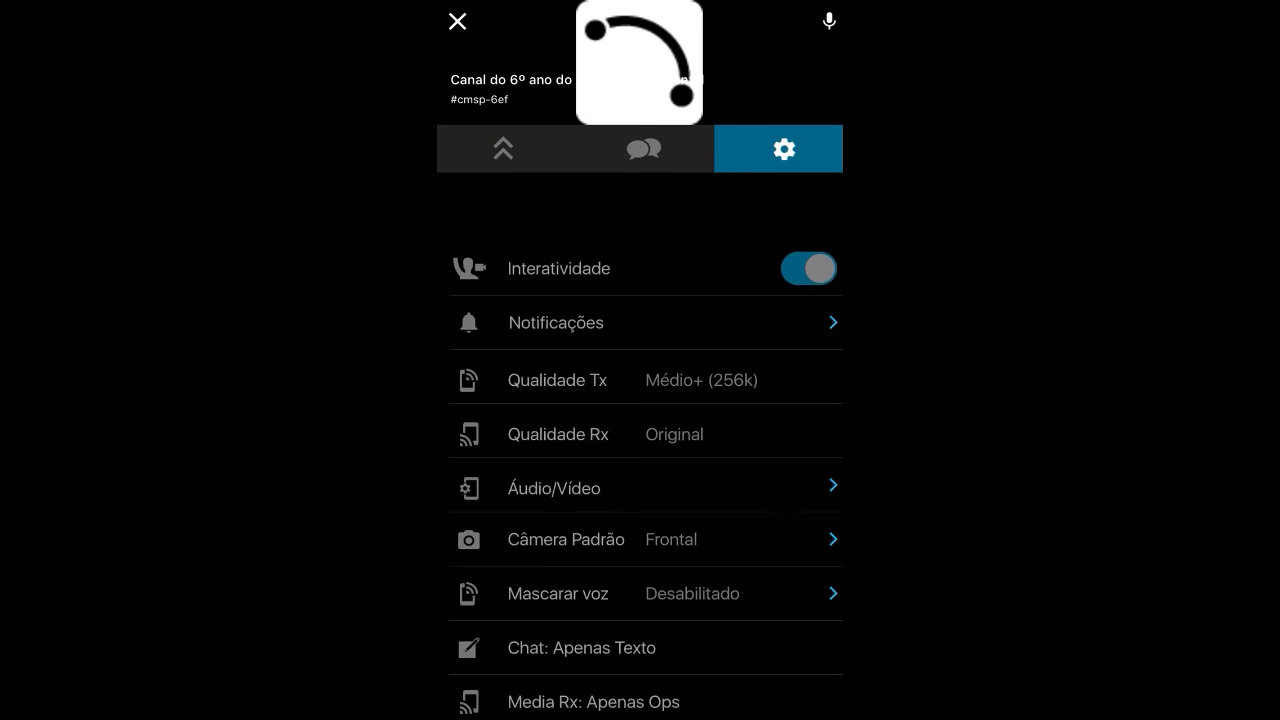 Canal do 6º ano do
#cmsp-6ef
Interatividade
Notificações
Qualidade Tx Médio+ (256k)
Qualidade Rx Original
Áudio/Vídeo
Câmera Padrão Frontal
Mascarar voz Desabilitado
Chat: Apenas Texto
Media Rx: Apenas Ops